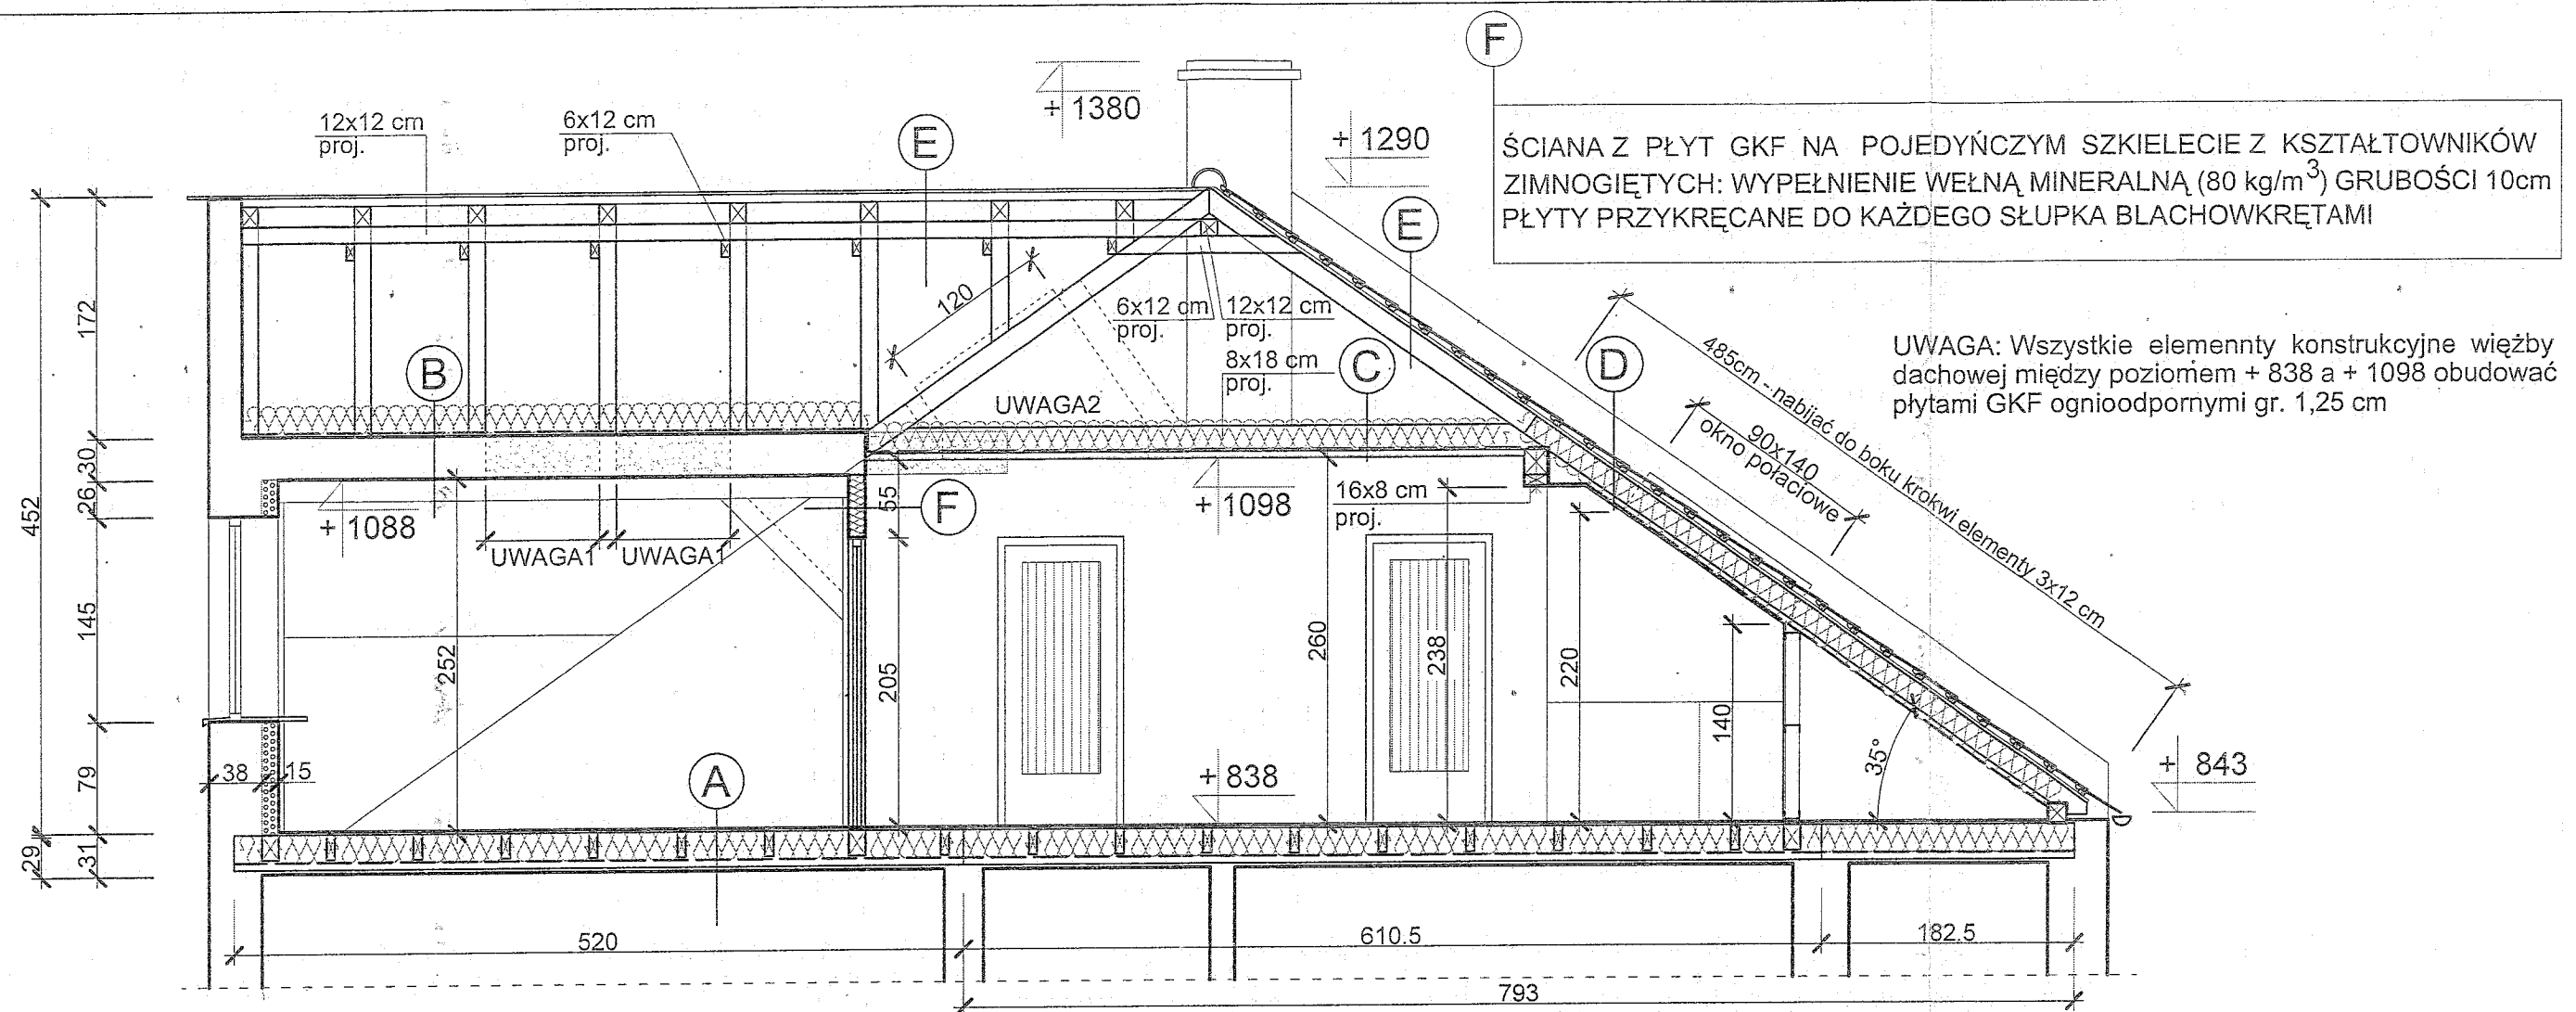 F
ŚCIANA Z PŁYT GKF NA POJEDYŃCZYM SZKIELECIE Z KSZTAŁTOWNIKÓW
ZIMNOGIĘTYCH: WYPEŁNIENIE WEŁNĄ MINERALNĄ (80 kg/m³) GRUBOŚCI 10cm
PŁYTY PRZYKRĘCANE DO KAŻDEGO SŁUPKA BLACHOWKRĘTAMI
UWAGA: Wszystkie elemennty konstrukcyjne więżby
dachowej między poziomem + 838 a + 1098 obudować
płytami GKF ognioodpornymi gr. 1,25 cm
12x12 cm
proj.
6x12 cm
proj.
E
+ 1380
+ 1290
E
120
6x12 cm
proj.
12x12 cm
proj.
8x18 cm
proj.
B
C
D
UWAGA2
485cm - nabijać do boku krokwi elementy 3x12 cm
90x140
okno połaciowe
+ 1088
UWAGA1
UWAGA1
F
+ 1098
16x8 cm
proj.
452
29
172
30
26
145
79
31
38
15
252
55
205
260
238
220
140
35°
A
+ 838
+ 843
520
610.5
182.5
793